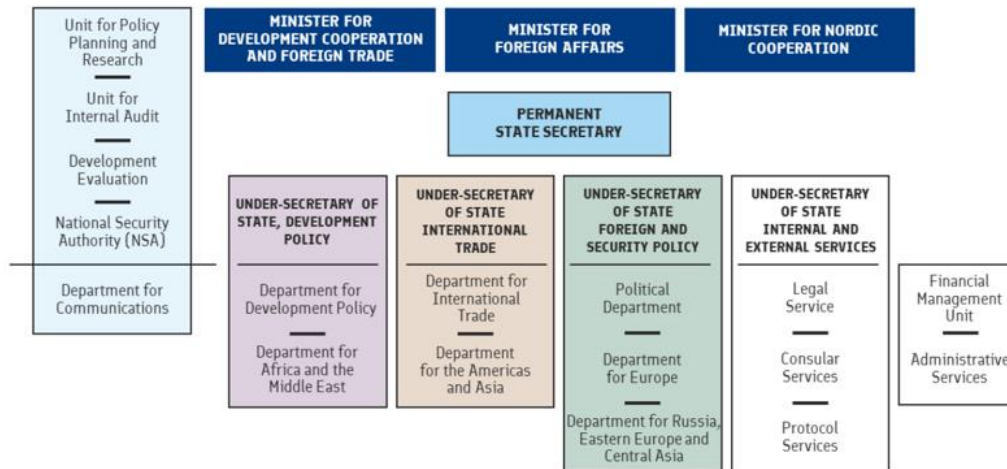 Unit for Policy
Planning and
Research
Unit for
Internal Audit
Development
Evaluation
National Security
Authority (NSA)
Department for
Communications
MINISTER FOR
DEVELOPMENT COOPERATION
AND FOREIGN TRADE
MINISTER FOR
FOREIGN AFFAIRS
MINISTER FOR NORDIC
COOPERATION
PERMANENT
STATE SECRETARY
UNDER-SECRETARY OF
STATE, DEVELOPMENT
POLICY
Department for
Development Policy
Department for
Africa and the
Middle East
UNDER-SECRETARY
OF STATE
INTERNATIONAL
TRADE
Department for
International
Trade
Department
for the Americas
and Asia
UNDER-SECRETARY
OF STATE
FOREIGN AND
SECURITY POLICY
Political
Department
Department
for Europe
Department for Russia,
Eastern Europe and
Central Asia
UNDER-SECRETARY
OF STATE
INTERNAL AND
EXTERNAL SERVICES
Legal
Service
Consular
Services
Protocol
Services
Financial
Management
Unit
Administrative
Services